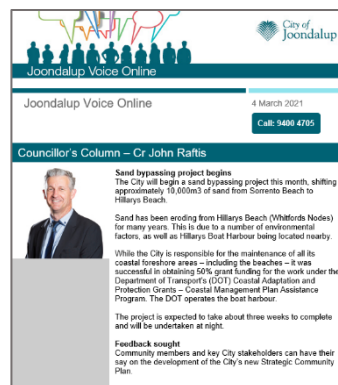 City of
Joondalup
Joondalup Voice Online
Joondalup Voice Online
4 March 2021
Call: 9400 4705
Councillor's Column – Cr John Raftis
Sand bypassing project begins
The City will begin a sand bypassing project this month, shifting
approximately 10,000m3 of sand from Sorrento Beach to
Hillarys Beach.
Sand has been eroding from Hillarys Beach (Whitfords Nodes)
for many years. This is due to a number of environmental
factors, as well as Hillarys Boat Harbour being located nearby.
While the City is responsible for the maintenance of all its
coastal foreshore areas – including the beaches – it was
successful in obtaining 50% grant funding for the work under the
Department of Transport's (DOT) Coastal Adaptation and
Protection Grants – Coastal Management Plan Assistance
Program. The DOT operates the boat harbour.
The project is expected to take about three weeks to complete
and will be undertaken at night.
Feedback sought
Community members and key City stakeholders can have their
say on the development of the City's new Strategic Community
Plan.